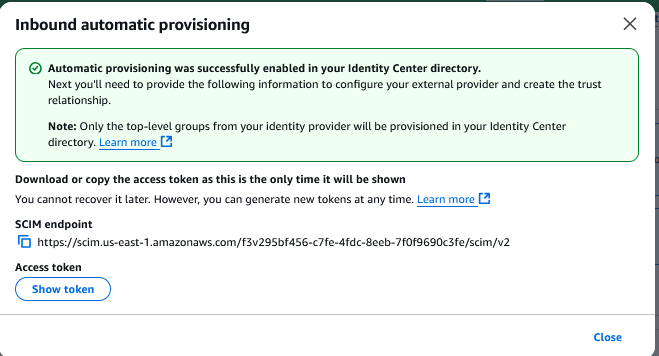 Inbound automatic provisioning
Automatic provisioning was successfully enabled in your Identity Center directory.
Next you'll need to provide the following information to configure your external provider and create the trust
relationship.
Note: Only the top-level groups from your identity provider will be provisioned in your Identity Center
directory. Learn more
Download or copy the access token as this is the only time it will be shown
You cannot recover it later. However, you can generate new tokens at any time. Learn more
SCIM endpoint
https://scim.us-east-1.amazonaws.com/f3v295bf456-c7fe-4fdc-8eeb-7f0f9690c3fe/scim/v2
Access token
Show token
Close